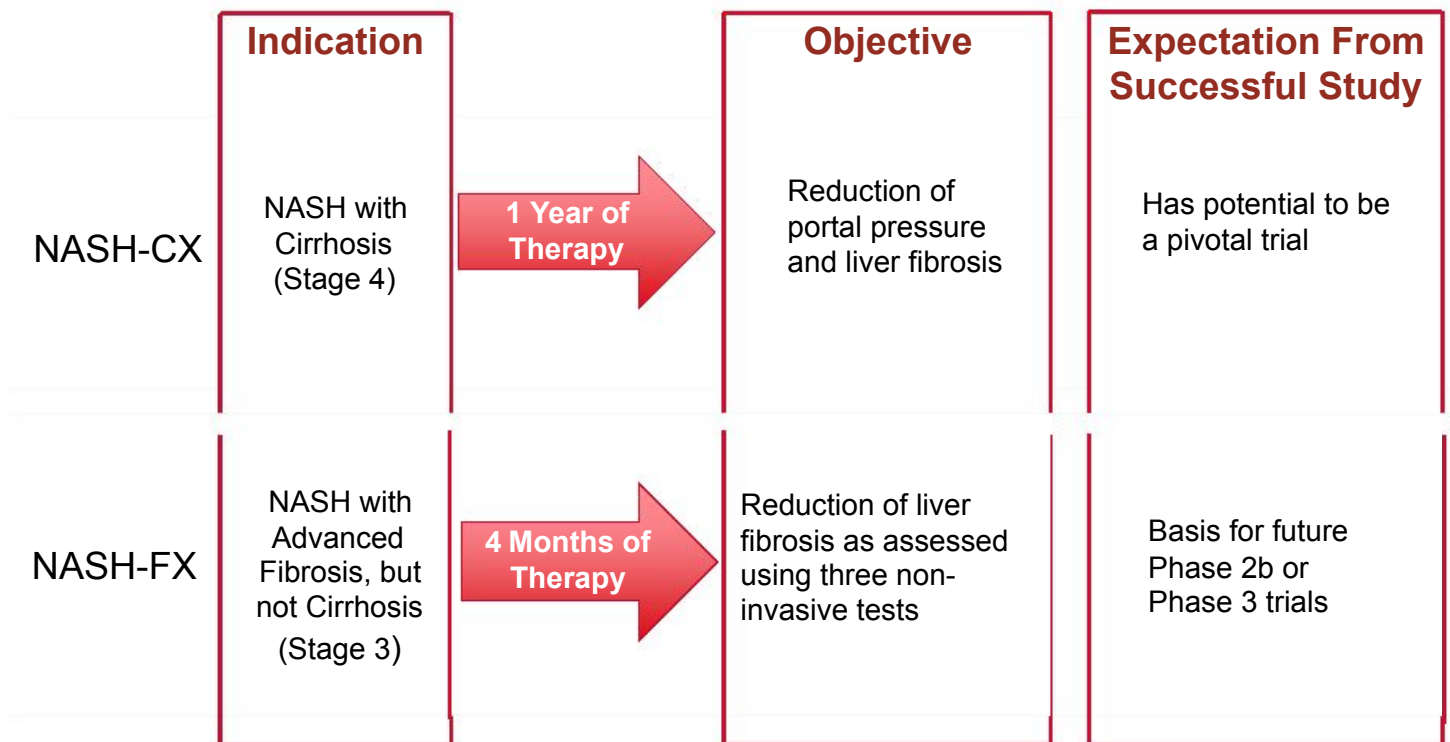 Indication
Objective
Expectation From
Successful Study
NASH-CX
NASH with
Cirrhosis
(Stage 4)
1 Year of
Therapy
Reduction of
portal pressure
and liver fibrosis
Has potential to be
a pivotal trial
NASH-FX
NASH with
Advanced
Fibrosis, but
not Cirrhosis
(Stage 3)
4 Months of
Therapy
Reduction of liver
fibrosis as assessed
using three non-
invasive tests
Basis for future
Phase 2b or
Phase 3 trials